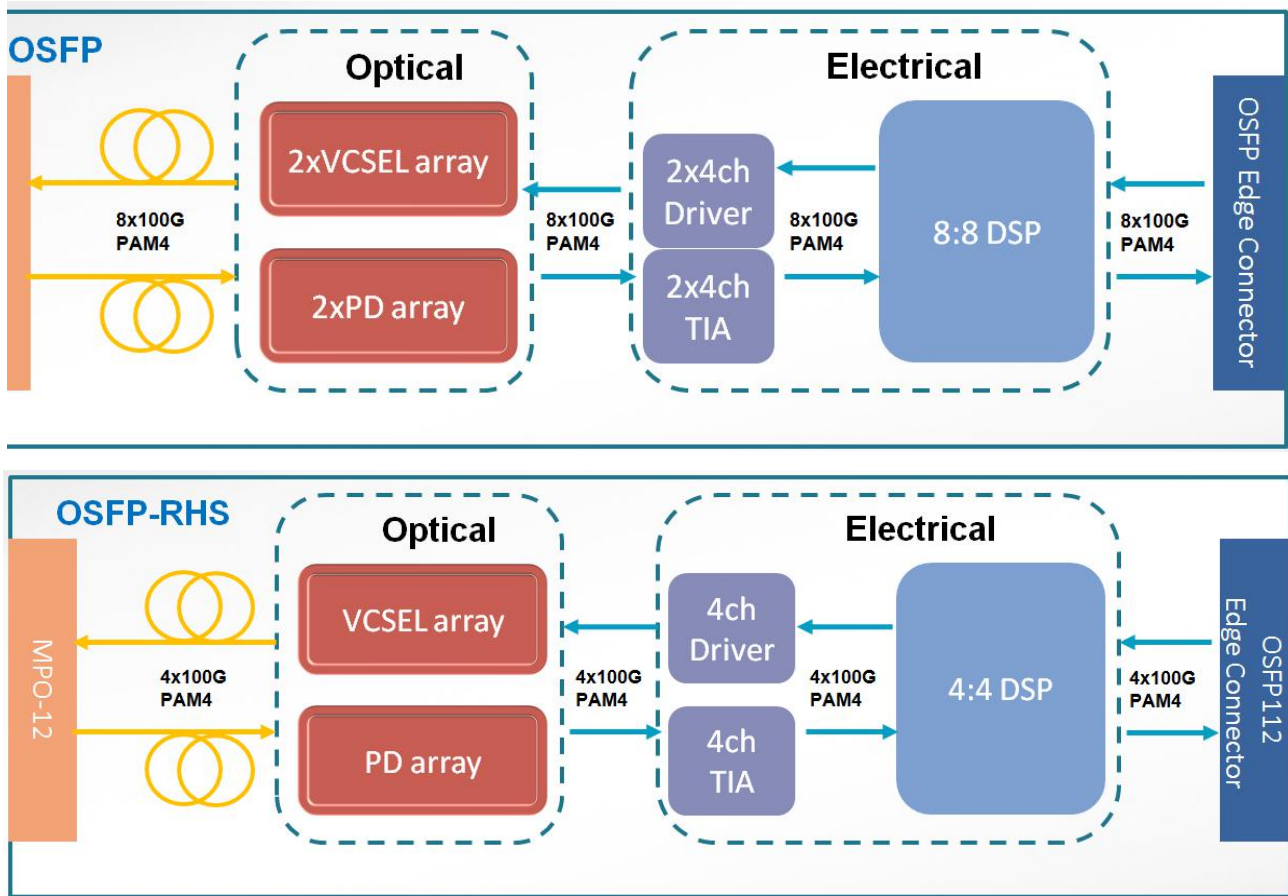 OSFP
Optical
Electrical
2xVCSEL array
2xPD array
8x100G
PAM4
8x100G
PAM4
2x4ch
Driver
2x4ch
TIA
8x100G
PAM4
8:8 DSP
8x100G
PAM4
OSFP Edge Connector
OSFP-RHS
Optical
Electrical
MPO-12
4x100G
PAM4
VCSEL array
PD array
4x100G
PAM4
4ch
Driver
4ch
TIA
4x100G
PAM4
4:4 DSP
4x100G
PAM4
OSFP112
Edge Connector